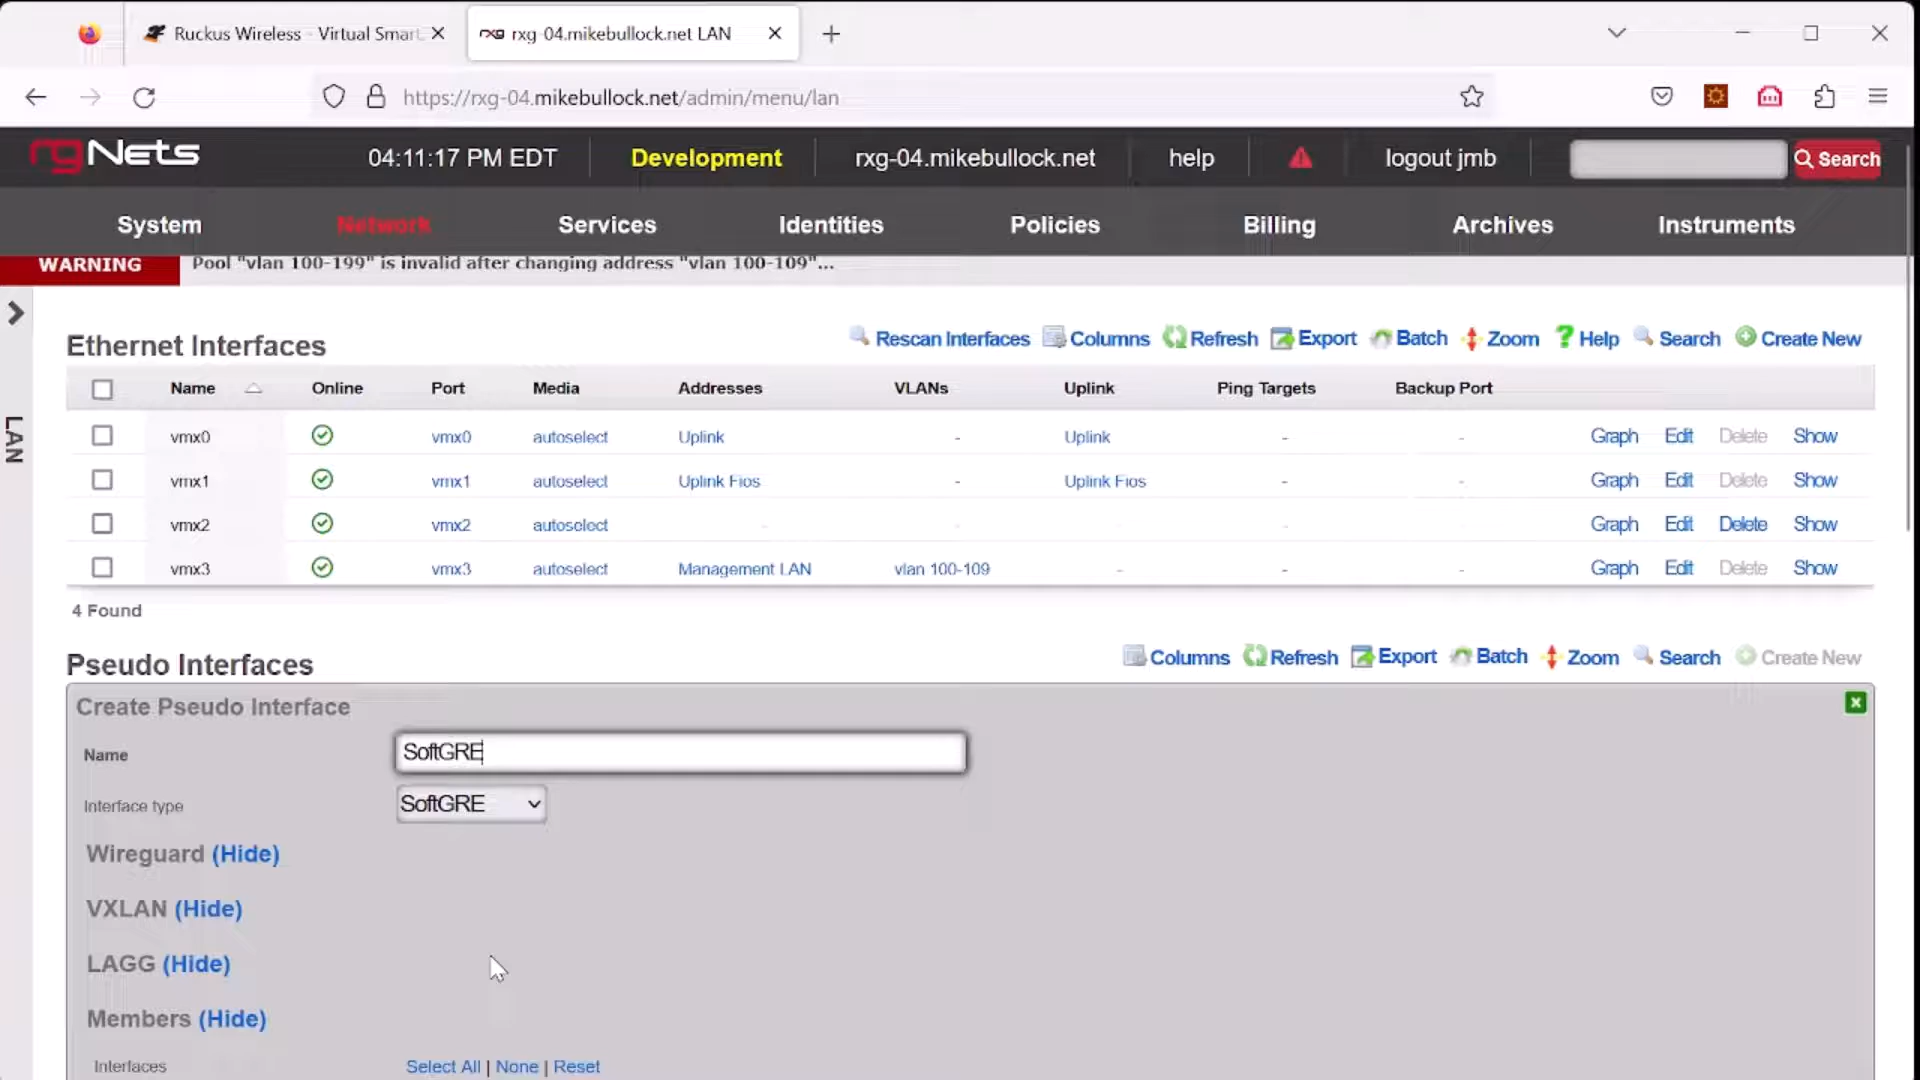 Ruckus Wireless - Virtual Smart
rxg rxg-04.mikebullock.net LAN
https://rxg-04.mikebullock.net/admin/menu/lan
rgNets
04:11:17 PM EDT
Development
rxg-04.mikebullock.net
help
logout jmb
Search
System
Network
Services
Identities
Policies
Billing
Archives
Instruments
WARNING Pool "vlan 100-199" is invalid after changing address "vlan 100-109"...
LAN
Ethernet Interfaces
Rescan Interfaces Columns Refresh Export Batch Zoom Help Search Create New
Name Online Port Media Addresses VLANs Uplink Ping Targets Backup Port
vmx0 vmx0 autoselect Uplink - Uplink - - Graph Edit Delete Show
vmx1 vmx1 autoselect Uplink Fios - Uplink Fios - - Graph Edit Delete Show
vmx2 vmx2 autoselect - - - - - Graph Edit Delete Show
vmx3 vmx3 autoselect Management LAN vlan 100-109 - - - Graph Edit Delete Show
4 Found
Pseudo Interfaces
Columns Refresh Export Batch Zoom Search Create New
Create Pseudo Interface
Name SoftGRE
Interface type SoftGRE
Wireguard (Hide)
VXLAN (Hide)
LAGG (Hide)
Members (Hide)
Interfaces Select All | None | Reset